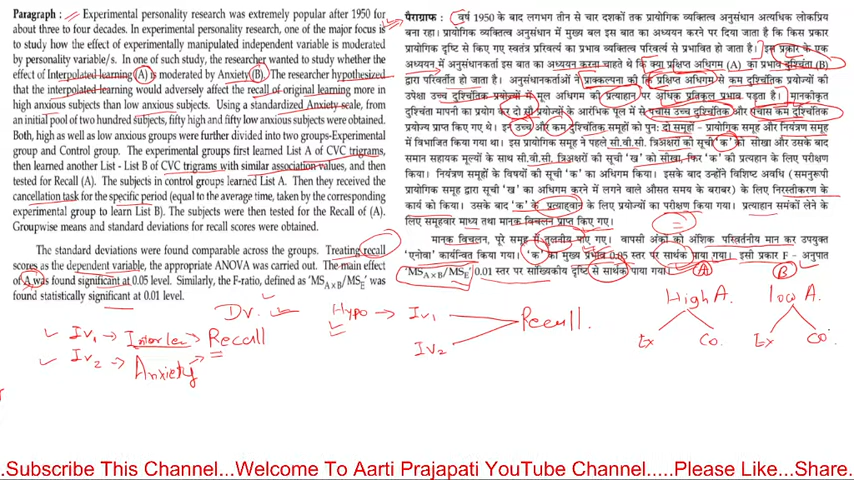 Paragraph : Experimental personality research was extremely popular after 1950 for
about three to four decades. In experimental personality research, one of the major focus is
to study how the effect of experimentally manipulated independent variable is moderated
by personality variable/s. In one of such study, the researcher wanted to study whether the
effect of Interpolated learning (A) is moderated by Anxiety (B). The researcher hypothesized
that the interpolated learning would adversely affect the recall of original learning more in
high anxious subjects than low anxious subjects. Using a standardized Anxiety scale, from
an initial pool of two hundred subjects, fifty high and fifty low anxious subjects were obtained.
Both, high as well as low anxious groups were further divided into two groups-Experimental
group and Control group. The experimental groups first learned List A of CVC trigrams,
then learned another List - List B of CVC trigrams with similar association values, and then
tested for Recall (A). The subjects in control groups learned List A. Then they received the
cancellation task for the specific period (equal to the average time, taken by the corresponding
experimental group to learn List B). The subjects were then tested for the Recall of (A).
Groupwise means and standard deviations for recall scores were obtained.
The standard deviations were found comparable across the groups. Treating recall
scores as the dependent variable, the appropriate ANOVA was carried out. The main effect
of A was found significant at 0.05 level. Similarly, the F-ratio, defined as 'MS A×B/MS E' was
found statistically significant at 0.01 level.
पैराग्राफ : वर्ष 1950 के बाद लगभग तीन से चार दशकों तक प्रायोगिक व्यक्तित्व अनुसंधान अत्यधिक लोकप्रिय
बना रहा। प्रायोगिक व्यक्तित्व अनुसंधान में मुख्य बल इस बात का अध्ययन करने पर दिया जाता है कि किस प्रकार
प्रायोगिक दृष्टि से किए गए स्वतंत्र प्रतिवर्त्य का प्रभाव व्यक्तित्व परिवर्त्य से प्रभावित हो जाता है। इस प्रकार के एक
अध्ययन में अनुसंधानकर्ता इस बात का अध्ययन करना चाहते थे कि क्या प्रक्षिप्त अधिगम (A) का प्रभाव दुश्चिंता (B)
द्वारा परिवर्तित हो जाता है। अनुसंधानकर्ताओं ने प्राक्कल्पना की कि प्रक्षिप्त अधिगम से कम दुश्चिंतित प्रयोज्यों की
उपेक्षा उच्च दुश्चिंतित प्रयोज्यों में मूल अधिगम की प्रत्याह्वान पर अधिक प्रतिकूल प्रभाव पड़ता है। मानकीकृत
दुश्चिंता मापनी का प्रयोग कर दो सौ प्रयोज्यों के आरंभिक पूल में से पचास उच्च दुश्चिंतित और पचास कम दुश्चिंतित
प्रयोज्य प्राप्त किए गए थे। इन उच्च और कम दुश्चिंतित समूहों को पुनः दो समूहों - प्रायोगिक समूह और नियंत्रण समूह
में विभाजित किया गया था। इस प्रायोगिक समूह ने पहले सी.वी.सी. त्रिअक्षरों की सूची 'क' को सीखा और उसके बाद
समान साहचर्य मूल्यों के साथ सी.वी.सी. त्रिअक्षरों की सूची 'ख' को सीखा, फिर 'क' की प्रत्याह्वान के लिए परीक्षण
किया। नियंत्रण समूहों के विषयों की सूची 'क' का अधिगम किया। इसके बाद उन्होंने विशिष्ट अवधि (समनुरूपी
प्रायोगिक समूह द्वारा सूची 'ख' का अधिगम करने में लगने वाले औसत समय के बराबर) के लिए निरस्तीकरण के
कार्य को किया। उसके बाद 'क' के प्रत्याह्वान के लिए प्रयोज्यों का परीक्षण किया गया। प्रत्याह्वान समंकों लेने के
लिए समूहवार माध्य तथा मानक विचलन प्राप्त किए गए।
मानक विचलन, पूरे समूह में तुलनीय पाए गए। वापसी अंकों को आंशिक परिवर्तनीय मान कर उपयुक्त
'एनोवा' कार्यन्वित किया गया। 'क' का मुख्य प्रभाव 0.05 स्तर पर सार्थक पाया गया। इसी प्रकार F - अनुपात
'MS A×B/MS E' 0.01 स्तर पर सांख्यिकीय दृष्टि से सार्थक पाया गया।
Dv.
Iv1 → Recall
Iv2 → Anxiety
Hypo → Iv1
Iv2
Recall.
(A) (B)
High A. low A.
Ex Co. Ex Co.
..Subscribe This Channel...Welcome To Aarti Prajapati YouTube Channel.....Please Like...Share.